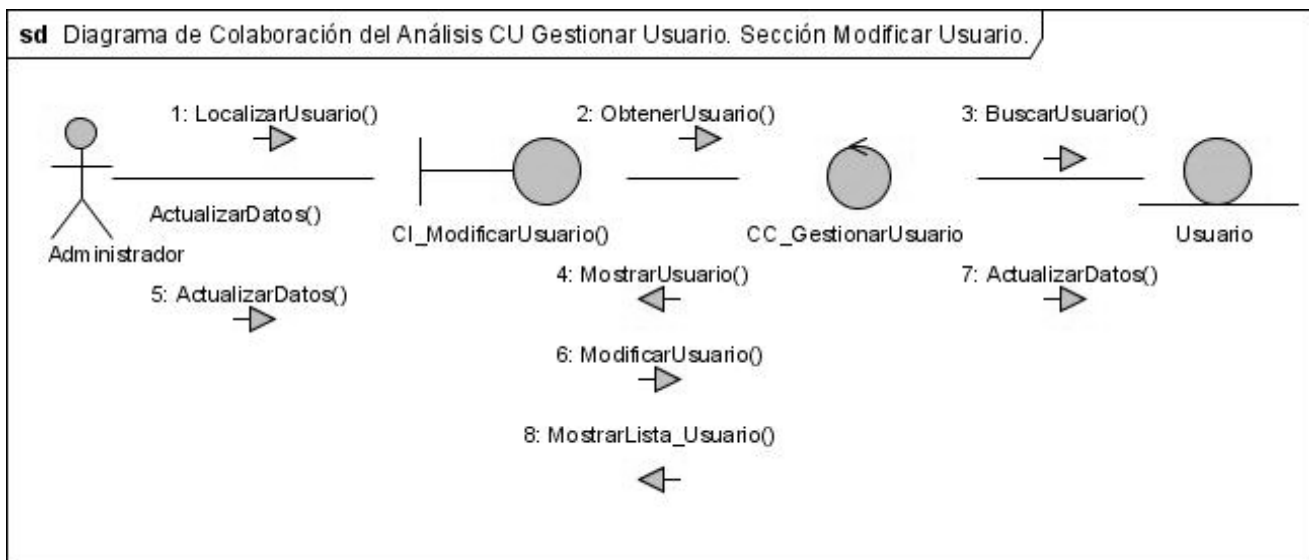 sd Diagrama de Colaboración del Análisis CU Gestionar Usuario. Sección Modificar Usuario.
1: LocalizarUsuario()
2: ObtenerUsuario()
3: BuscarUsuario()
ActualizarDatos()
Administrador
CI_ModificarUsuario()
CC_GestionarUsuario
Usuario
4: MostrarUsuario()
7: ActualizarDatos()
5: ActualizarDatos()
6: ModificarUsuario()
8: MostrarLista_Usuario()